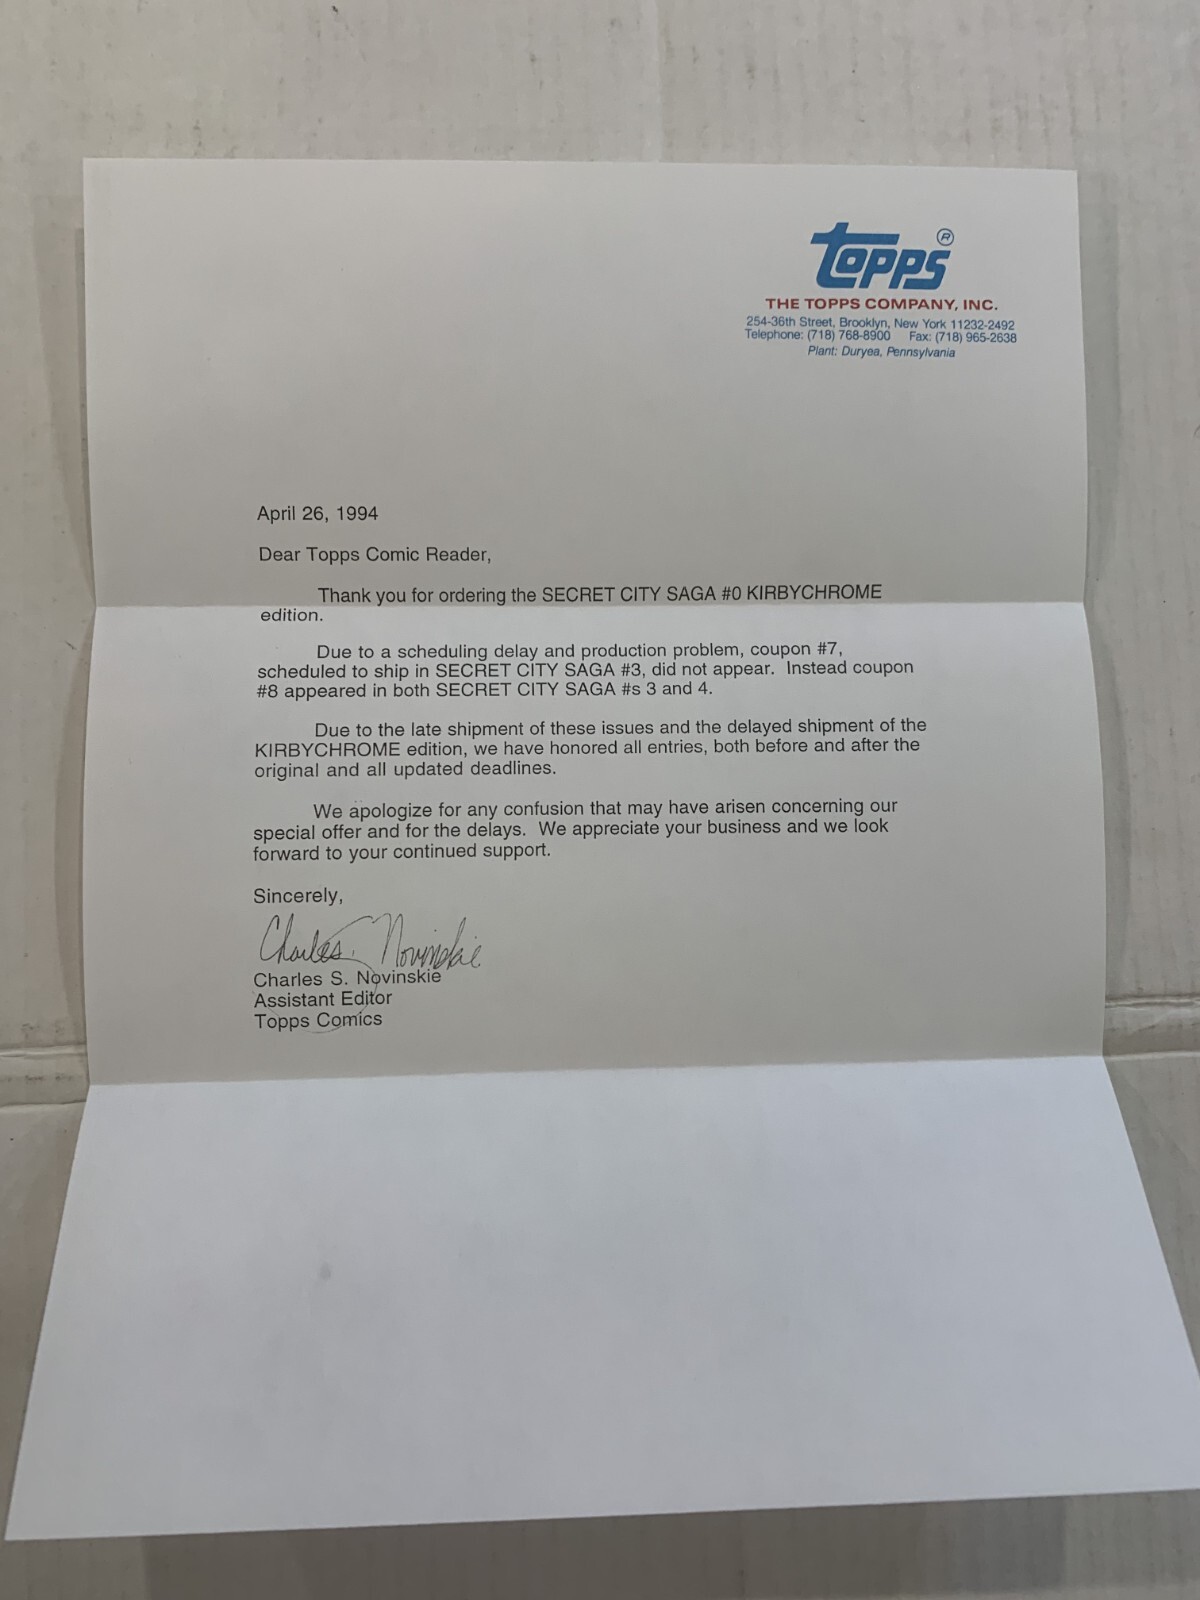 topps®
THE TOPPS COMPANY, INC.
254-36th Street, Brooklyn, New York 11232-2492
Telephone: (718) 768-8900 Fax: (718) 965-2638
Plant: Duryea, Pennsylvania
April 26, 1994
Dear Topps Comic Reader,
Thank you for ordering the SECRET CITY SAGA #0 KIRBYCHROME
edition.
Due to a scheduling delay and production problem, coupon #7,
scheduled to ship in SECRET CITY SAGA #3, did not appear. Instead coupon
#8 appeared in both SECRET CITY SAGA #s 3 and 4.
Due to the late shipment of these issues and the delayed shipment of the
KIRBYCHROME edition, we have honored all entries, both before and after the
original and all updated deadlines.
We apologize for any confusion that may have arisen concerning our
special offer and for the delays. We appreciate your business and we look
forward to your continued support.
Sincerely,
Charles S. Novinskie
Charles S. Novinskie
Assistant Editor
Topps Comics